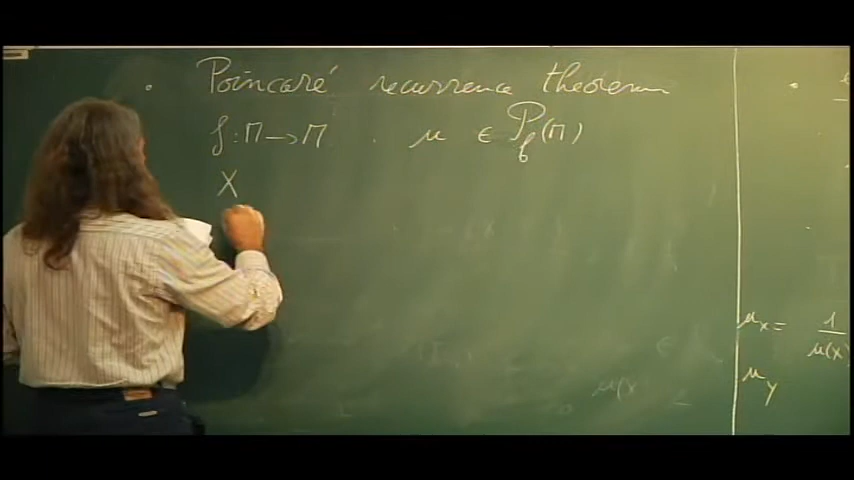 • Poincaré recurrence theorem
f : M → M . μ ∈ P_f(M)
X
•
μ_X = 1/μ(X)
μ_Y
μ(X